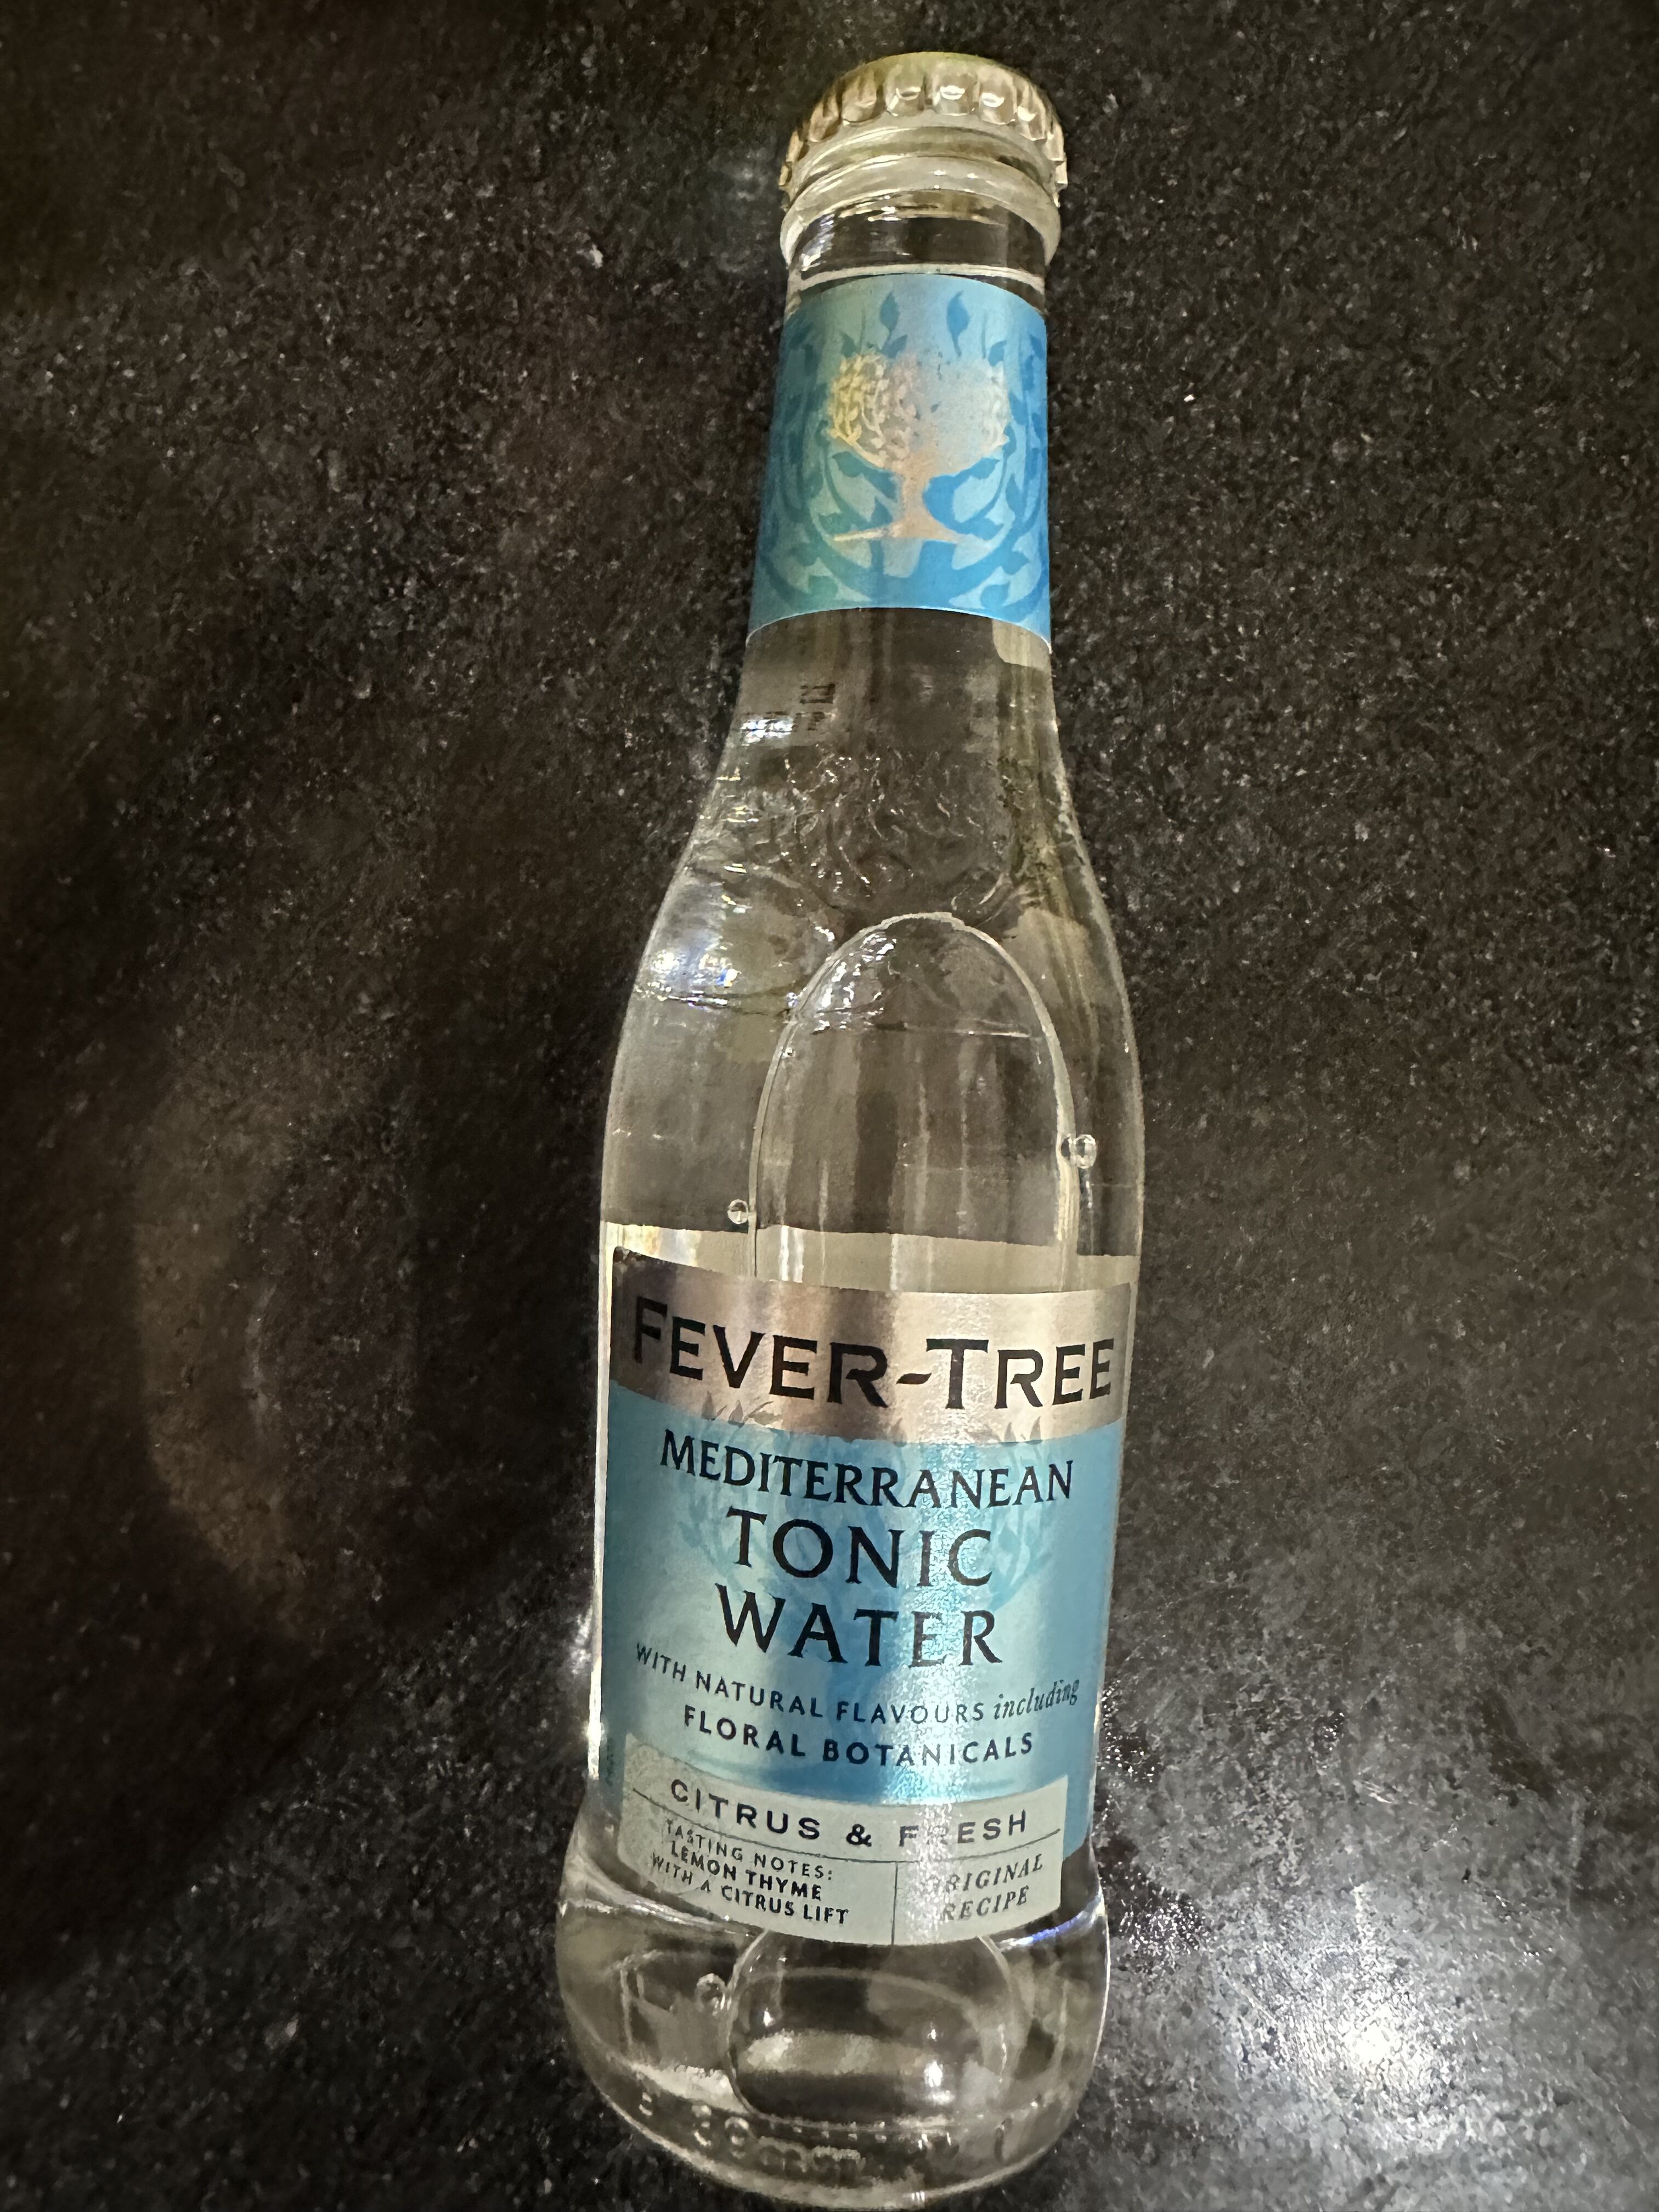 FEVER-TREE
MEDITERRANEAN
TONIC
WATER
WITH NATURAL FLAVOURS including
FLORAL BOTANICALS
CITRUS & FRESH
TASTING NOTES:
LEMON THYME
WITH A CITRUS LIFT
ORIGINAL
RECIPE